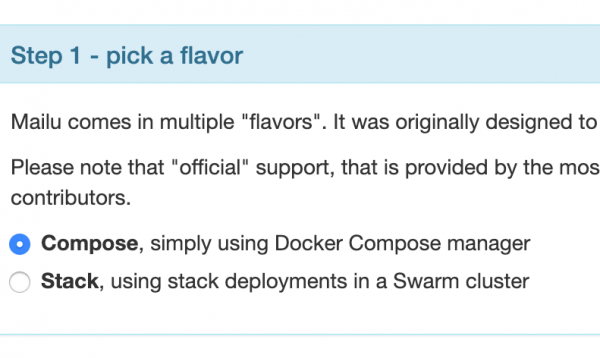 Step 1 - pick a flavor
Mailu comes in multiple "flavors". It was originally designed to
Please note that "official" support, that is provided by the mos
contributors.
Compose, simply using Docker Compose manager
Stack, using stack deployments in a Swarm cluster